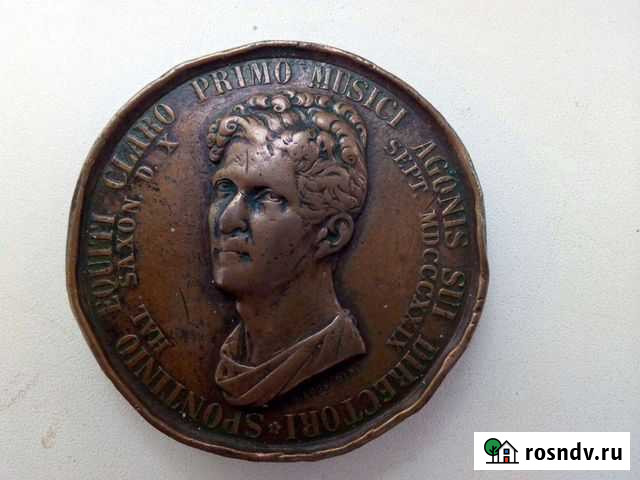 SPONTINIO EQUITI CLARO PRIMO MUSICI AGONIS SUI DIRECTORI
HAL SAXON D X
SEPT MDCCCXXIX
rosndv.ru